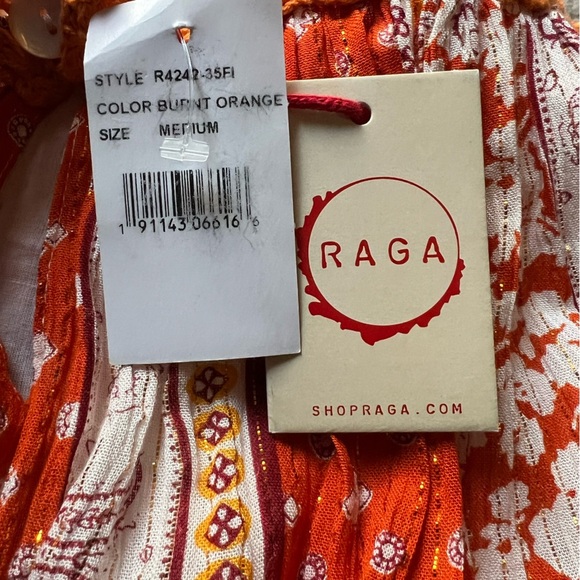 STYLE R4242-35FI
COLOR BURNT ORANGE
SIZE MEDIUM
1 91143 06616 6
RAGA
SHOPRAGA.COM